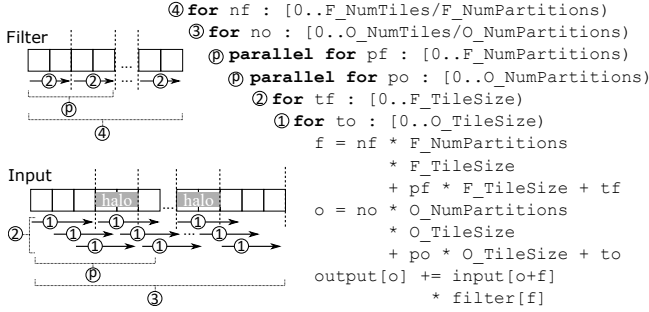 ④ for nf : [0..F_NumTiles/F_NumPartitions)
③ for no : [0..O_NumTiles/O_NumPartitions)
ⓟ parallel for pf : [0..F_NumPartitions)
ⓟ parallel for po : [0..O_NumPartitions)
② for tf : [0..F_TileSize)
① for to : [0..O_TileSize)
f = nf * F_NumPartitions
* F_TileSize
+ pf * F_TileSize + tf
o = no * O_NumPartitions
* O_TileSize
+ po * O_TileSize + to
output[o] += input[o+f]
* filter[f]
Filter
...
② ② ... ②
ⓟ
④
Input
halo ... halo
① ① ①
② ① ① ... ①
① ① ①
ⓟ
③